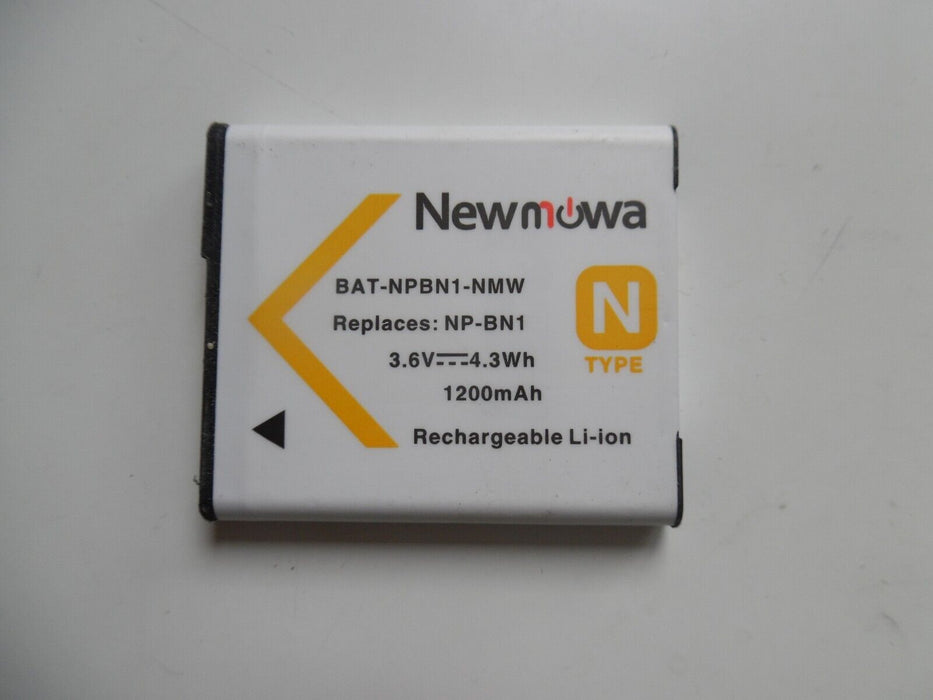 Newmowa
BAT-NPBN1-NMW
Replaces: NP-BN1
3.6V⎓4.3Wh
1200mAh
Rechargeable Li-ion
N
TYPE